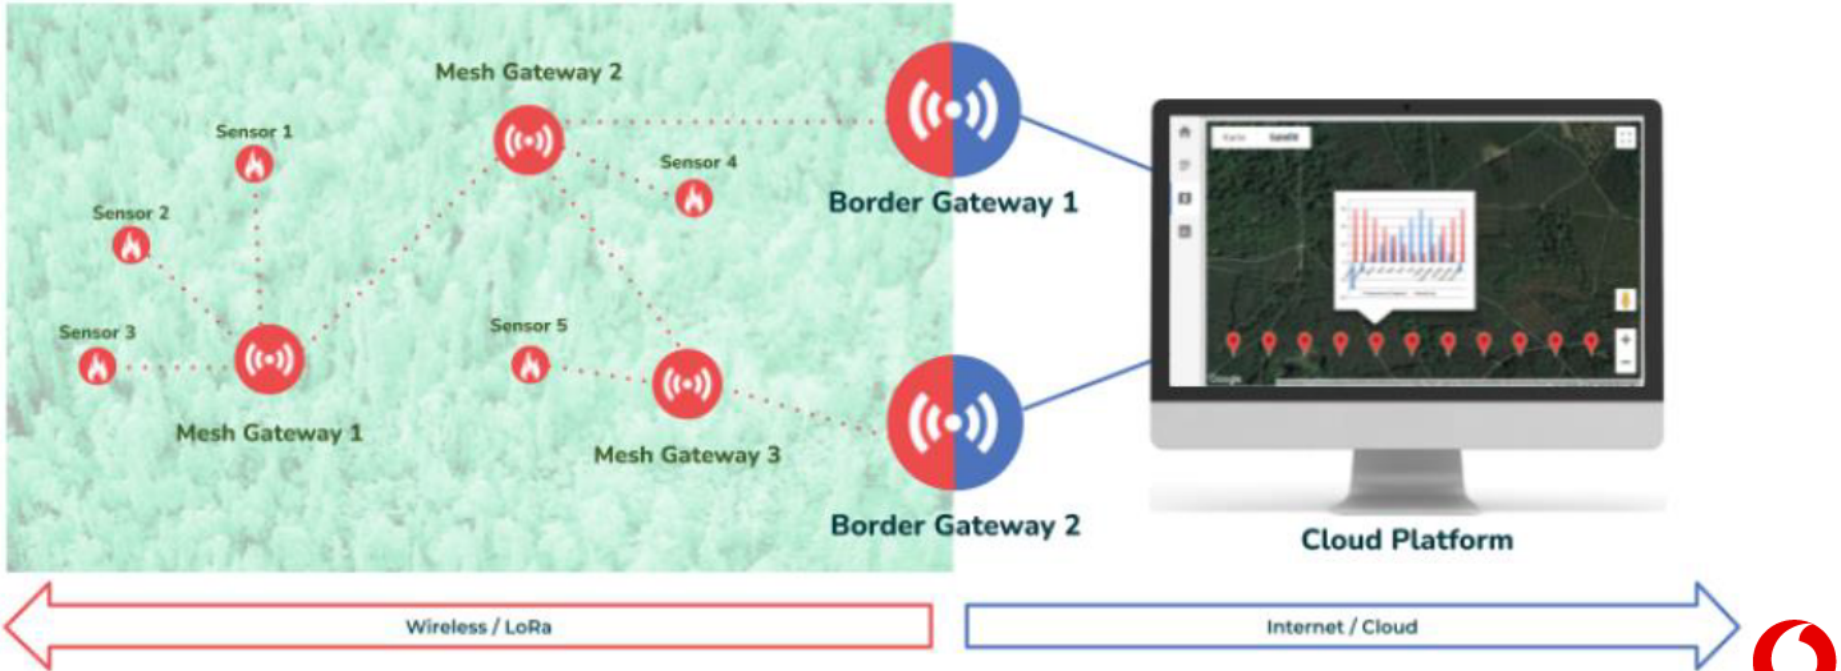 Mesh Gateway 2
Sensor 1
Sensor 4
Border Gateway 1
Sensor 2
Sensor 5
Sensor 3
Mesh Gateway 1
Mesh Gateway 3
Border Gateway 2
Cloud Platform
Google
Wireless / LoRa
Internet / Cloud